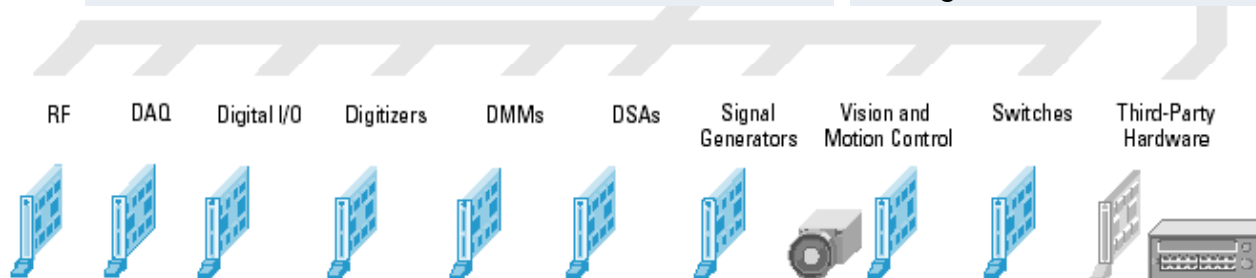 RF
DAQ
Digital I/O
Digitizers
DMMs
DSAs
Signal
Generators
Vision and
Motion Control
Switches
Third-Party
Hardware